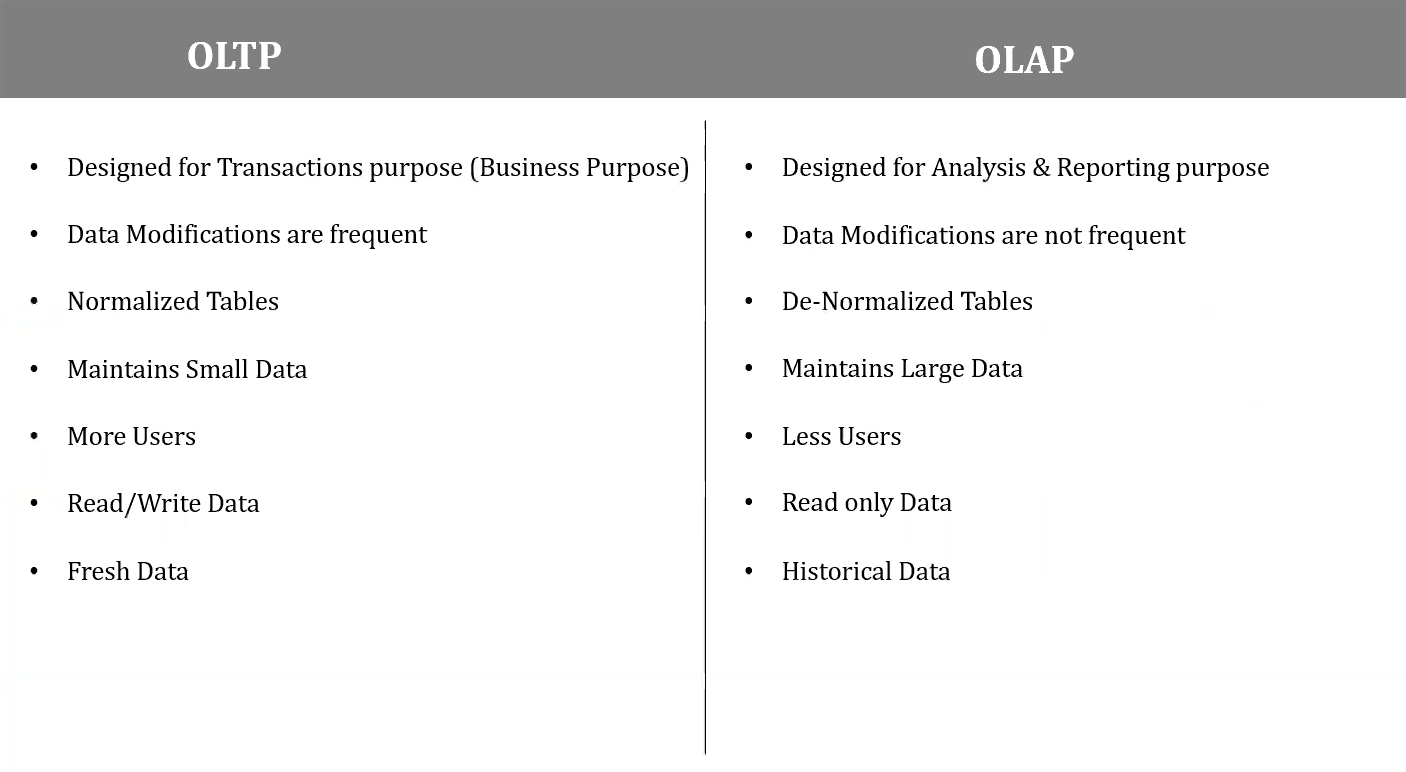 OLTP
OLAP
• Designed for Transactions purpose (Business Purpose)
• Data Modifications are frequent
• Normalized Tables
• Maintains Small Data
• More Users
• Read/Write Data
• Fresh Data
• Designed for Analysis & Reporting purpose
• Data Modifications are not frequent
• De-Normalized Tables
• Maintains Large Data
• Less Users
• Read only Data
• Historical Data